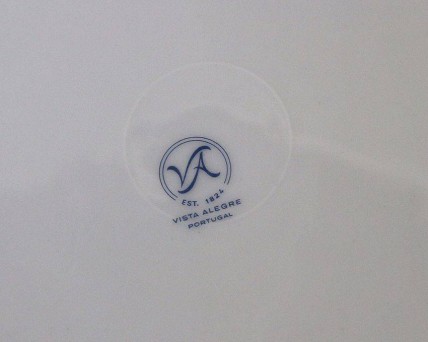 VA
EST. 1824
VISTA ALEGRE
PORTUGAL